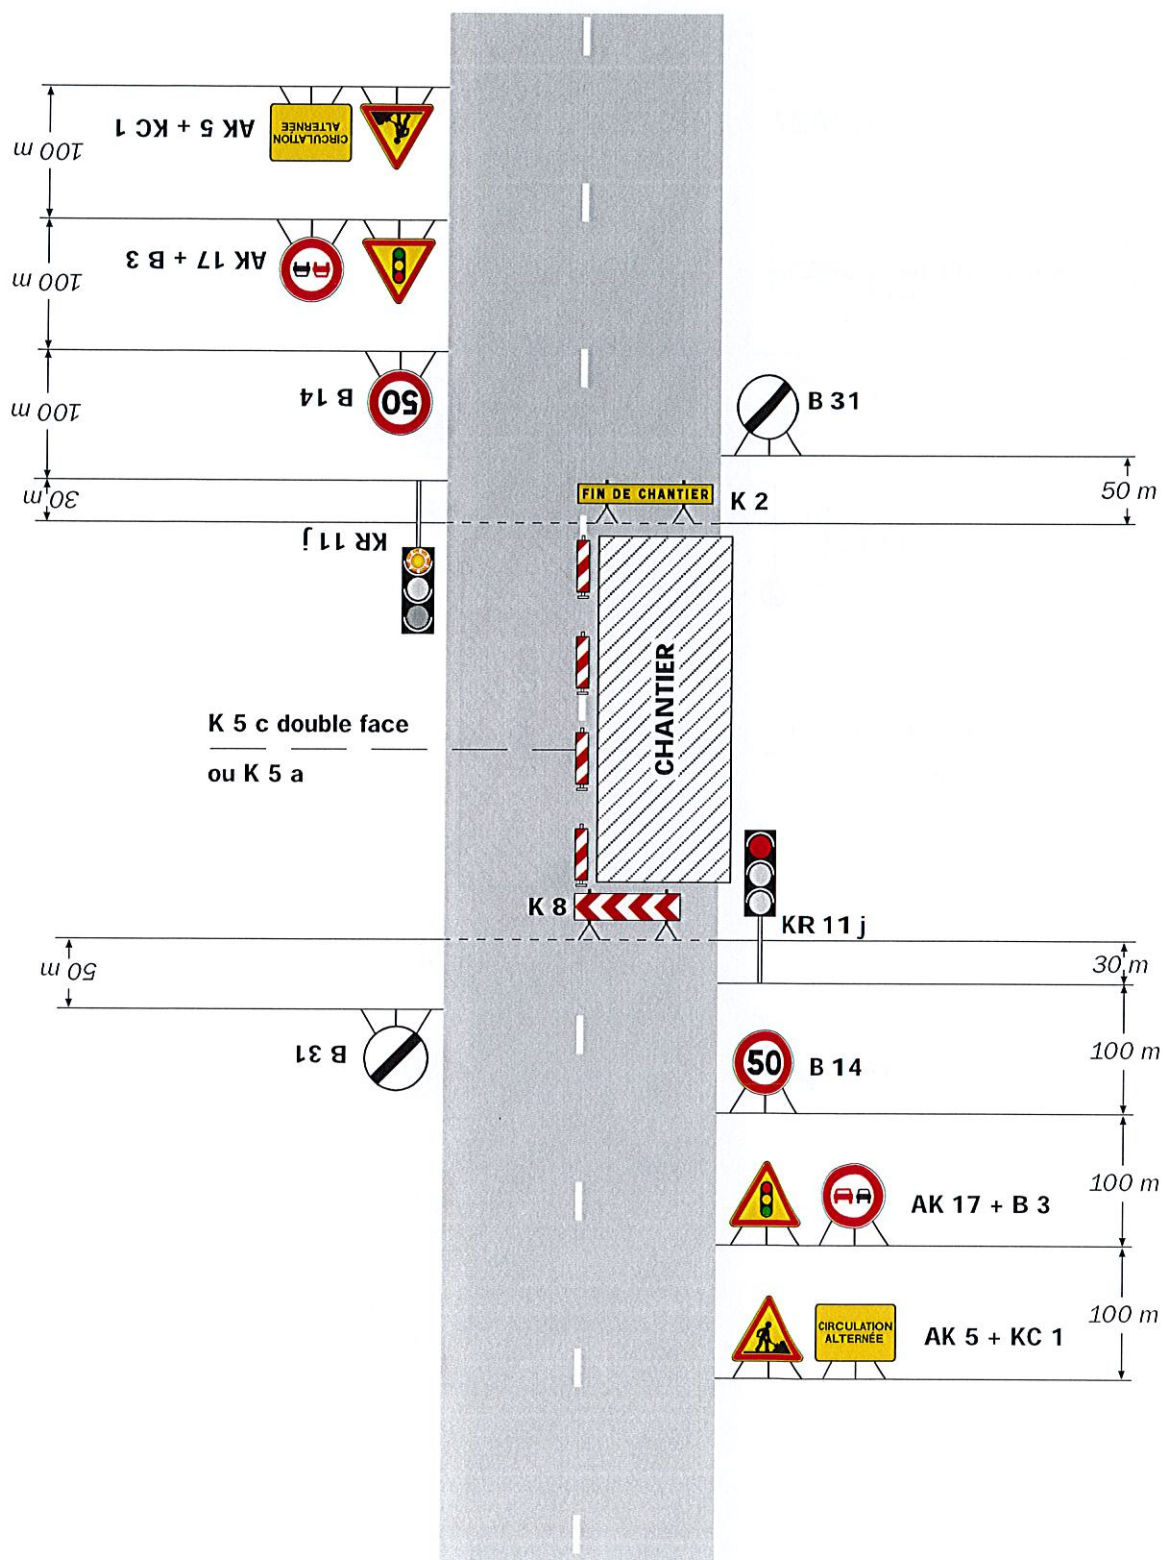 AK 5 + KC 1
CIRCULATION
ALTERNÉE
100 m
AK 17 + B 3
100 m
B 14
50
100 m
B 31
50 m
30 m
FIN DE CHANTIER
K 2
KR 11 j
CHANTIER
K 5 c double face
ou K 5 a
K 8
KR 11 j
50 m
30 m
B 31
50
B 14
100 m
AK 17 + B 3
100 m
CIRCULATION
ALTERNÉE
AK 5 + KC 1
100 m